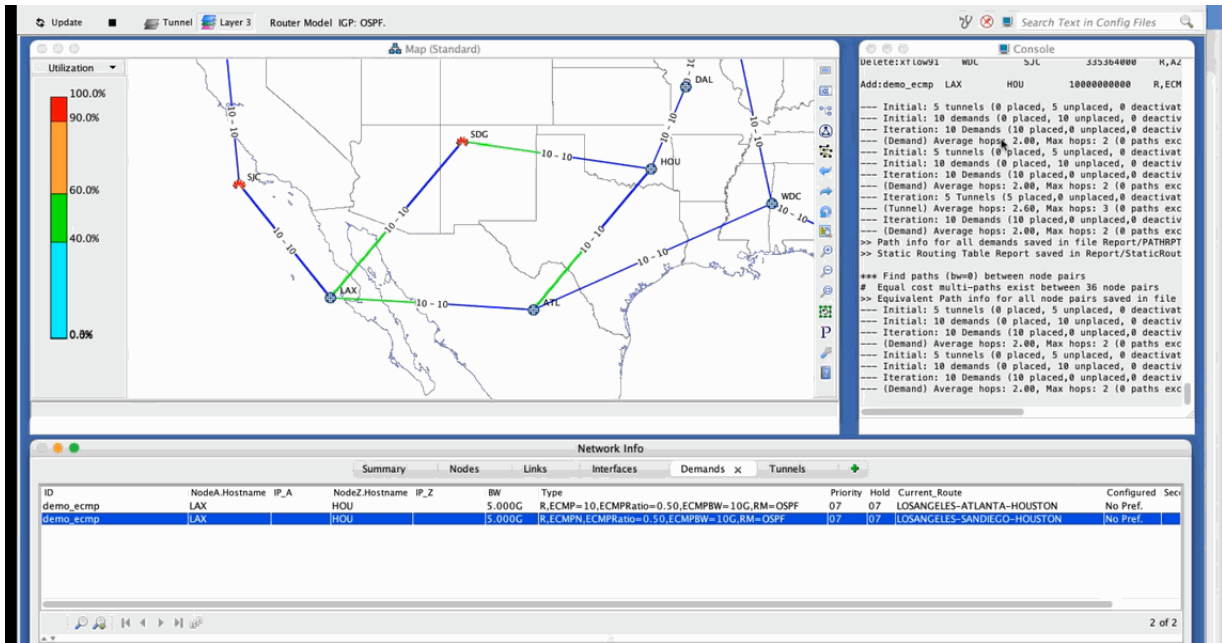 Update
Tunnel
Layer 3
Router Model IGP: OSPF.
Search Text in Config Files
Map (Standard)
Utilization
100.0%
90.0%
60.0%
40.0%
SJC
SDG
DAL
HOU
WDC
LAX
ATL
10 - 10
10 - 10
10 - 10
10 - 10
10 - 10
10 - 10
10 - 10
10 - 10
10 - 10
10 - 10
P
Console
Delete:xflow91 WDC SJC 335364000 R,A2
Add:demo_ecmp LAX HOU 10000000000 R,ECM
--- Initial: 5 tunnels (0 placed, 5 unplaced, 0 deactivat
--- Initial: 10 demands (0 placed, 10 unplaced, 0 deactiv
--- Iteration: 10 Demands (10 placed,0 unplaced,0 deactiv
--- (Demand) Average hops: 2.00, Max hops: 2 (0 paths exc
--- Initial: 5 tunnels (0 placed, 5 unplaced, 0 deactivat
--- Initial: 10 demands (0 placed, 10 unplaced, 0 deactiv
--- Iteration: 10 Demands (10 placed,0 unplaced,0 deactiv
--- (Demand) Average hops: 2.00, Max hops: 2 (0 paths exc
--- Iteration: 5 Tunnels (5 placed,0 unplaced,0 deactivat
--- (Tunnel) Average hops: 2.60, Max hops: 3 (0 paths exc
--- Iteration: 10 Demands (10 placed,0 unplaced,0 deactiv
--- (Demand) Average hops: 2.00, Max hops: 2 (0 paths exc
>> Path info for all demands saved in file Report/PATHRPT
>> Static Routing Table Report saved in Report/StaticRout
*** Find paths (bw=0) between node pairs
# Equal cost multi-paths exist between 36 node pairs
>> Equivalent Path info for all node pairs saved in file
--- Initial: 5 tunnels (0 placed, 5 unplaced, 0 deactivat
--- Initial: 10 demands (0 placed, 10 unplaced, 0 deactiv
--- Iteration: 10 Demands (10 placed,0 unplaced,0 deactiv
--- (Demand) Average hops: 2.00, Max hops: 2 (0 paths exc
--- Initial: 5 tunnels (0 placed, 5 unplaced, 0 deactivat
--- Initial: 10 demands (0 placed, 10 unplaced, 0 deactiv
--- Iteration: 10 Demands (10 placed,0 unplaced,0 deactiv
--- (Demand) Average hops: 2.00, Max hops: 2 (0 paths exc
Network Info
Summary Nodes Links Interfaces Demands x Tunnels
ID NodeA.Hostname IP_A NodeZ.Hostname IP_Z BW Type Priority Hold Current_Route Configured Sec
demo_ecmp LAX HOU 5.000G R,ECMP=10,ECMPRatio=0.50,ECMPBW=10G,RM=OSPF 07 07 LOSANGELES-ATLANTA-HOUSTON No Pref.
demo_ecmp LAX HOU 5.000G R,ECMPN,ECMPRatio=0.50,ECMPBW=10G,RM=OSPF 07 07 LOSANGELES-SANDIEGO-HOUSTON No Pref.
2 of 2